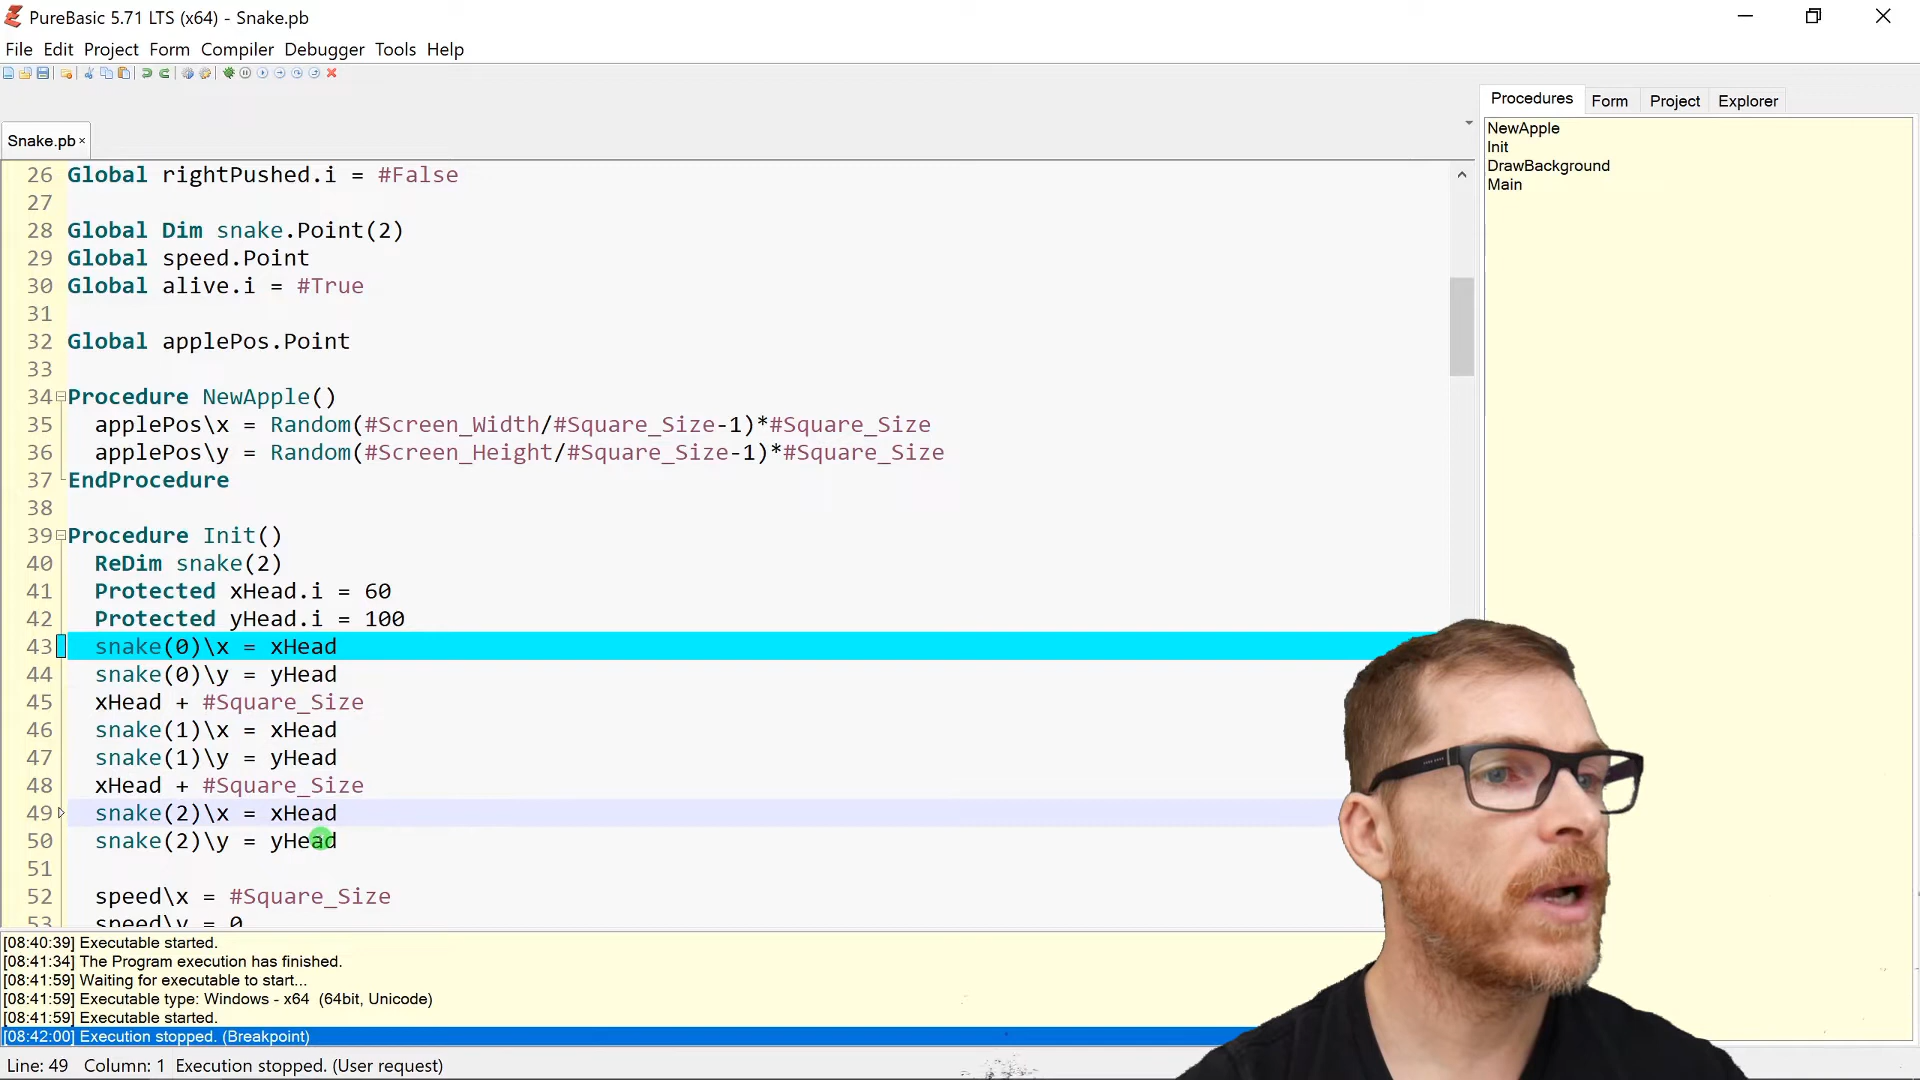 PureBasic 5.71 LTS (x64) - Snake.pb
File Edit Project Form Compiler Debugger Tools Help
Procedures Form Project Explorer
Snake.pb
NewApple
Init
DrawBackground
Main
26 Global rightPushed.i = #False
27
28 Global Dim snake.Point(2)
29 Global speed.Point
30 Global alive.i = #True
31
32 Global applePos.Point
33
34 Procedure NewApple()
35 applePos\x = Random(#Screen_Width/#Square_Size-1)*#Square_Size
36 applePos\y = Random(#Screen_Height/#Square_Size-1)*#Square_Size
37 EndProcedure
38
39 Procedure Init()
40 ReDim snake(2)
41 Protected xHead.i = 60
42 Protected yHead.i = 100
43 snake(0)\x = xHead
44 snake(0)\y = yHead
45 xHead + #Square_Size
46 snake(1)\x = xHead
47 snake(1)\y = yHead
48 xHead + #Square_Size
49 snake(2)\x = xHead
50 snake(2)\y = yHead
51
52 speed\x = #Square_Size
53 speed\y = 0
[08:40:39] Executable started.
[08:41:34] The Program execution has finished.
[08:41:59] Waiting for executable to start...
[08:41:59] Executable type: Windows - x64 (64bit, Unicode)
[08:41:59] Executable started.
[08:42:00] Execution stopped. (Breakpoint)
Line: 49 Column: 1 Execution stopped. (User request)